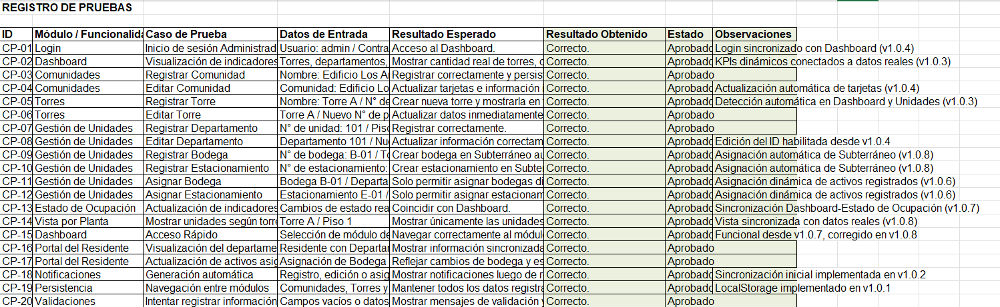 REGISTRO DE PRUEBAS
ID Módulo / Funcionalida Caso de Prueba Datos de Entrada Resultado Esperado Resultado Obtenido Estado Observaciones
CP-01 Login Inicio de sesión Administrad Usuario: admin / Contra Acceso al Dashboard. Correcto. Aprobado Login sincronizado con Dashboard (v1.0.4)
CP-02 Dashboard Visualización de indicadores Torres, departamentos, Mostrar cantidad real de torres, d Correcto. Aprobado KPIs dinámicos conectados a datos reales (v1.0.3)
CP-03 Comunidades Registrar Comunidad Nombre: Edificio Los A Registrar correctamente y persis Correcto. Aprobado
CP-04 Comunidades Editar Comunidad Comunidad: Edificio Lo Actualizar tarjetas e información Correcto. Aprobado Actualización automática de tarjetas (v1.0.4)
CP-05 Torres Registrar Torre Nombre: Torre A / N° de Crear nueva torre y mostrarla en Correcto. Aprobado Detección automática en Dashboard y Unidades (v1.0.3)
CP-06 Torres Editar Torre Torre A / Nuevo N° de p Actualizar datos inmediatamente Correcto. Aprobado
CP-07 Gestión de Unidades Registrar Departamento N° de unidad: 101 / Piso Registrar correctamente. Correcto. Aprobado
CP-08 Gestión de Unidades Editar Departamento Departamento 101 / Nu Actualizar información correctam Correcto. Aprobado Edición del ID habilitada desde v1.0.4
CP-09 Gestión de Unidades Registrar Bodega N° de bodega: B-01 / To Crear bodega en Subterráneo au Correcto. Aprobado Asignación automática de Subterráneo (v1.0.8)
CP-10 Gestión de Unidades Registrar Estacionamiento N° de estacionamiento: Crear estacionamiento en Subter Correcto. Aprobado Asignación automática de Subterráneo (v1.0.8)
CP-11 Gestión de Unidades Asignar Bodega Bodega B-01 / Departa Solo permitir asignar bodegas di Correcto. Aprobado Asignación dinámica de activos registrados (v1.0.6)
CP-12 Gestión de Unidades Asignar Estacionamiento Estacionamiento E-01 / Solo permitir asignar estacionam Correcto. Aprobado Asignación dinámica de activos registrados (v1.0.6)
CP-13 Estado de Ocupación Actualización de indicadores Cambios de estado rea Coincidir con Dashboard. Correcto. Aprobado Sincronización Dashboard-Estado de Ocupación (v1.0.7)
CP-14 Vista por Planta Mostrar unidades según torre Torre A / Piso 1 Mostrar únicamente las unidades Correcto. Aprobado Vista sincronizada con datos reales (v1.0.8)
CP-15 Dashboard Acceso Rápido Selección de módulo de Navegar correctamente al módul Correcto. Aprobado Funcional desde v1.0.7, corregido en v1.0.8
CP-16 Portal del Residente Visualización del departame Residente con Departar Mostrar información sincronizada Correcto. Aprobado
CP-17 Portal del Residente Actualización de activos asig Asignación de Bodega Reflejar cambios de bodega y es Correcto. Aprobado
CP-18 Notificaciones Generación automática Registro, edición o asig Mostrar notificaciones luego de r Correcto. Aprobado Sincronización inicial implementada en v1.0.2
CP-19 Persistencia Navegación entre módulos Comunidades, Torres y Mantener todos los datos registra Correcto. Aprobado LocalStorage implementado en v1.0.1
CP-20 Validaciones Intentar registrar información Campos vacíos o datos Mostrar mensajes de validación y Correcto. Aprobado